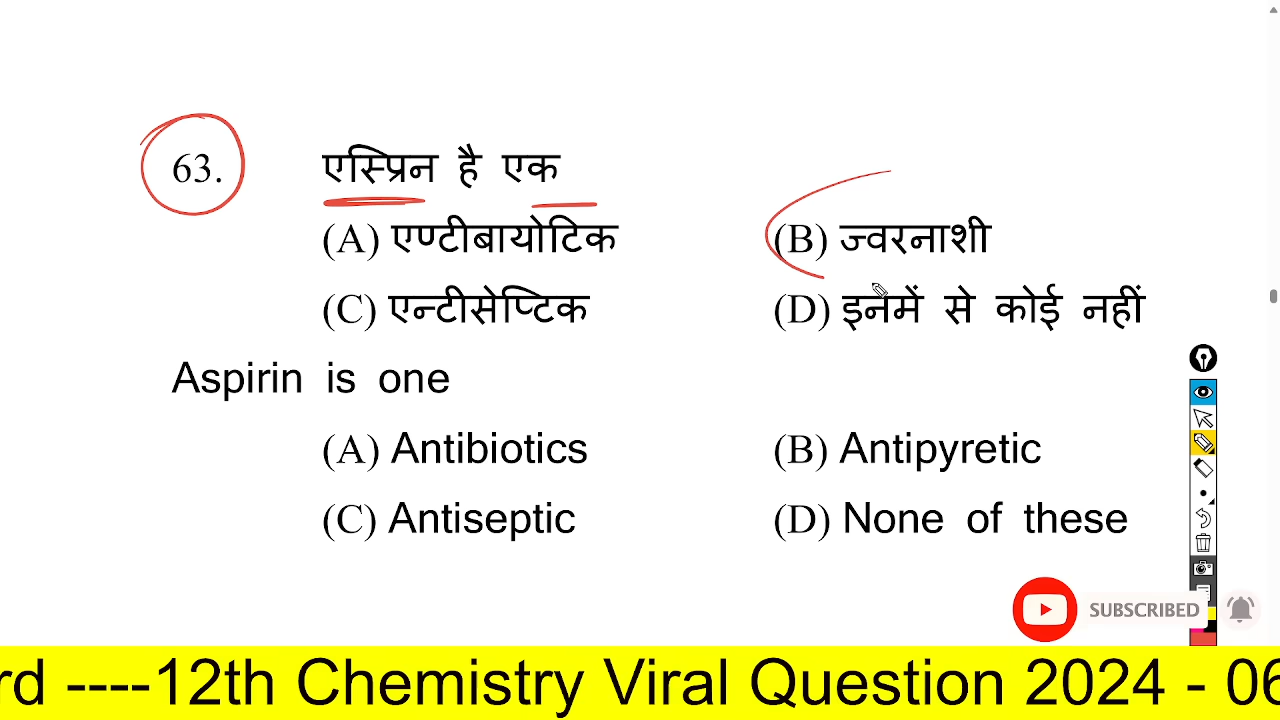 63. एस्प्रिन है एक
(A) एण्टीबायोटिक (B) ज्वरनाशी
(C) एन्टीसेप्टिक (D) इनमें से कोई नहीं
Aspirin is one
(A) Antibiotics (B) Antipyretic
(C) Antiseptic (D) None of these
SUBSCRIBED
rd ----12th Chemistry Viral Question 2024 - 06